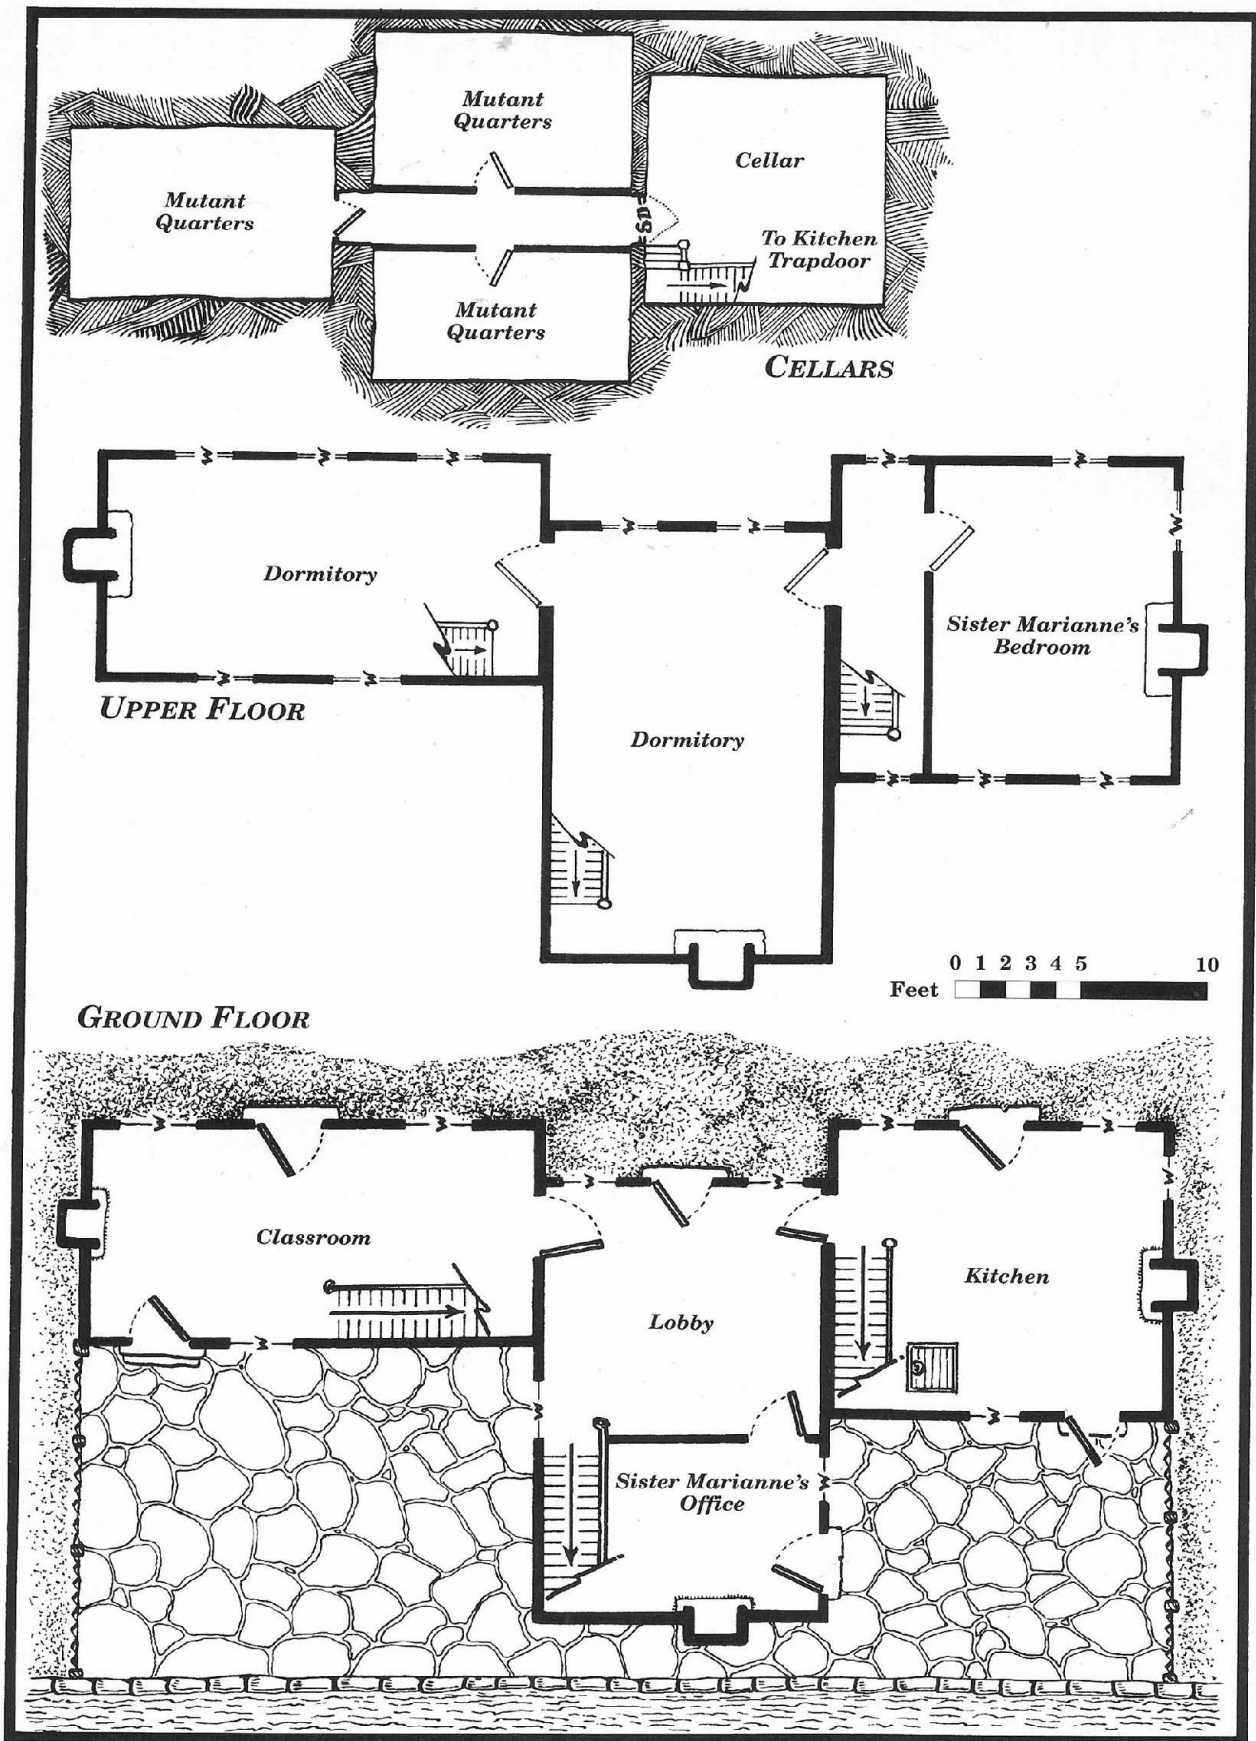 Mutant
Quarters
Mutant
Quarters
Cellar
SD
To Kitchen
Trapdoor
Mutant
Quarters
CELLARS
W
W
W
W
W
W
W
W
Dormitory
Sister Marianne's
Bedroom
W
W
UPPER FLOOR
Dormitory
W
W
W
0 1 2 3 4 5 10
Feet
GROUND FLOOR
W
W
W
W
W
W
W
Classroom
Kitchen
Lobby
W
W
W
Sister Marianne's
Office
W